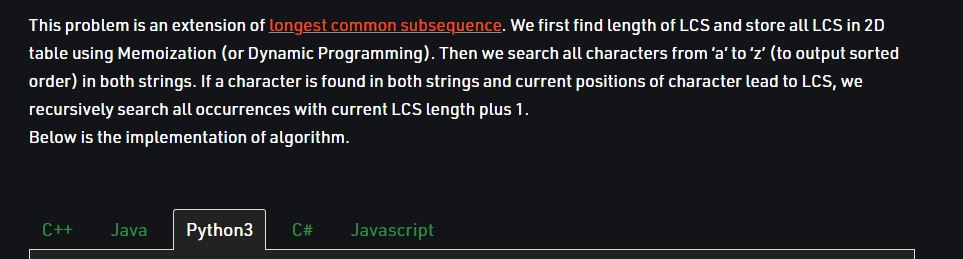 This problem is an extension of longest common subsequence. We first find length of LCS and store all LCS in 2D
table using Memoization (or Dynamic Programming). Then we search all characters from ‘a’ to ‘z’ (to output sorted
order) in both strings. If a character is found in both strings and current positions of character lead to LCS, we
recursively search all occurrences with current LCS length plus 1.
Below is the implementation of algorithm.
C++ Java Python3 C# Javascript